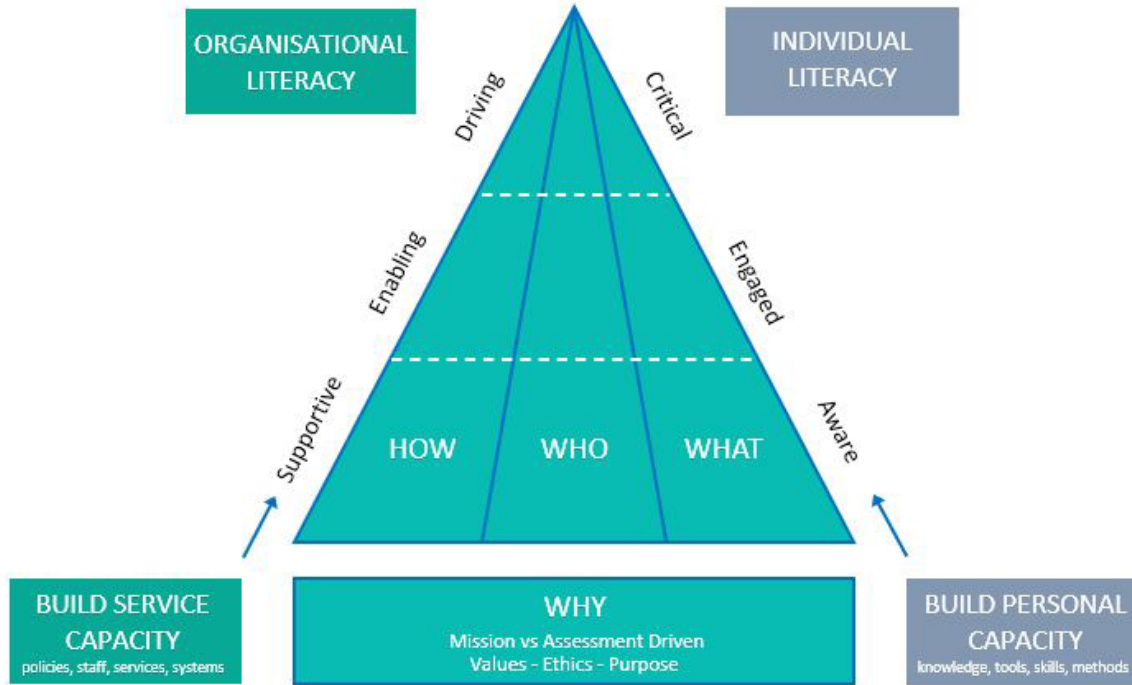 ORGANISATIONAL
LITERACY
INDIVIDUAL
LITERACY
Driving
Critical
Enabling
Engaged
Supportive
Aware
HOW
WHO
WHAT
BUILD SERVICE
CAPACITY
policies, staff, services, systems
WHY
Mission vs Assessment Driven
Values - Ethics - Purpose
BUILD PERSONAL
CAPACITY
knowledge, tools, skills, methods